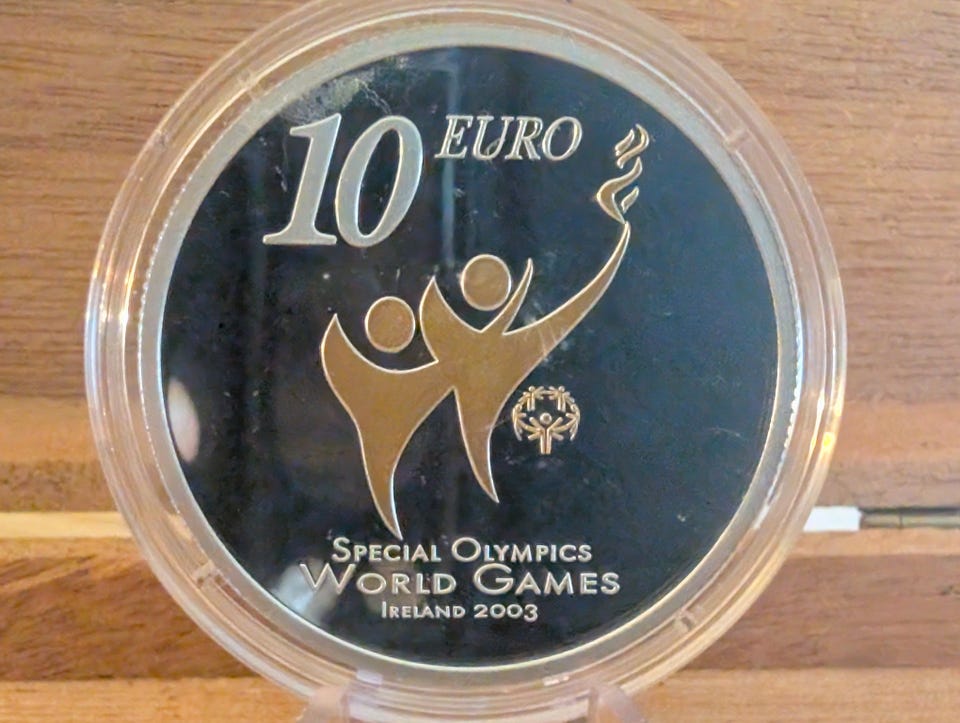 10 EURO
SPECIAL OLYMPICS
WORLD GAMES
IRELAND 2003